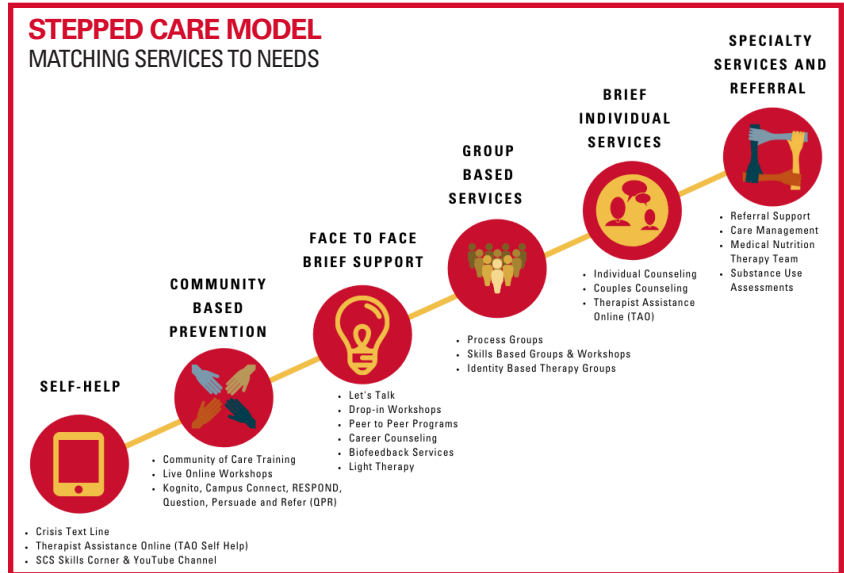 STEPPED CARE MODEL
MATCHING SERVICES TO NEEDS
SELF-HELP
• Crisis Text Line
• Therapist Assistance Online (TAO Self Help)
• SCS Skills Corner & YouTube Channel
COMMUNITY
BASED
PREVENTION
• Community of Care Training
• Live Online Workshops
• Kognito, Campus Connect, RESPOND,
Question, Persuade and Refer (QPR)
FACE TO FACE
BRIEF SUPPORT
• Let's Talk
• Drop-in Workshops
• Peer to Peer Programs
• Career Counseling
• Biofeedback Services
• Light Therapy
GROUP
BASED
SERVICES
• Process Groups
• Skills Based Groups & Workshops
• Identity Based Therapy Groups
BRIEF
INDIVIDUAL
SERVICES
• Individual Counseling
• Couples Counseling
• Therapist Assistance
Online (TAO)
SPECIALTY
SERVICES AND
REFERRAL
• Referral Support
• Care Management
• Medical Nutrition
Therapy Team
• Substance Use
Assessments